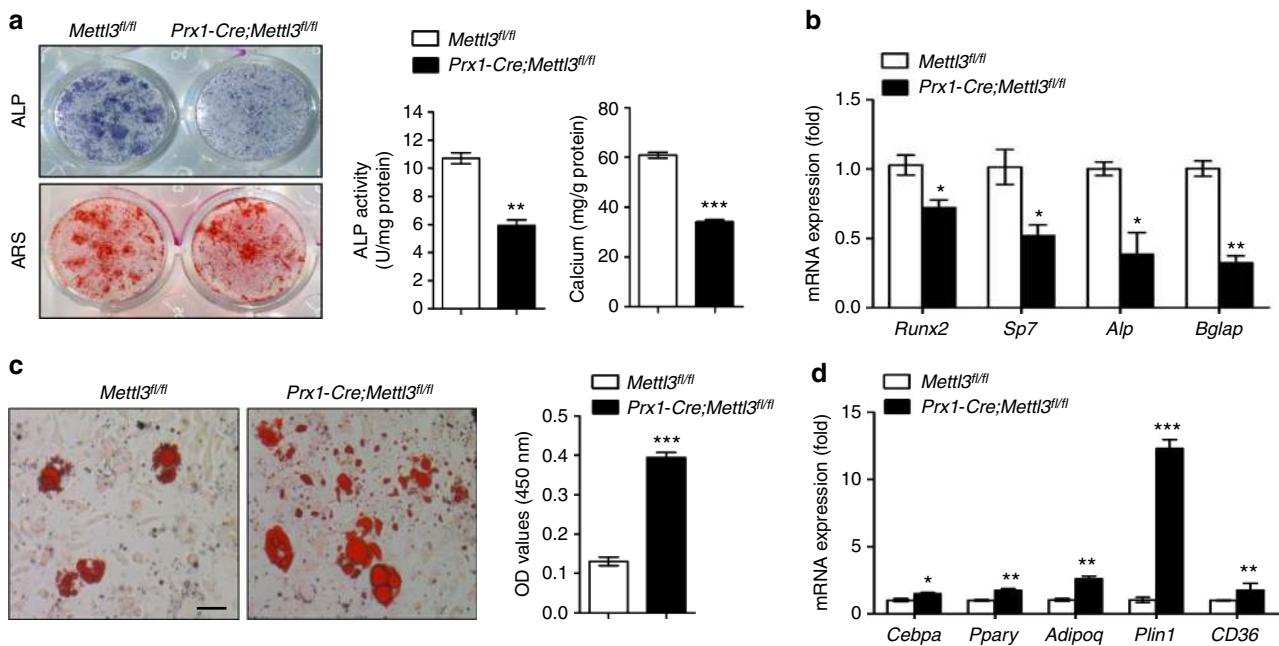 a
Mettl3fl/fl
Prx1-Cre;Mettl3fl/fl
ALP
ARS
Mettl3fl/fl
Prx1-Cre;Mettl3fl/fl
ALP activity
(U/mg protein)
14
12
10
8
6
4
2
0
**
Calcium (mg/g protein)
80
60
40
20
0
***
b
Mettl3fl/fl
Prx1-Cre;Mettl3fl/fl
mRNA expression (fold)
1.5
1.0
0.5
0.0
*
*
*
**
Runx2
Sp7
Alp
Bglap
c
Mettl3fl/fl
Prx1-Cre;Mettl3fl/fl
Mettl3fl/fl
Prx1-Cre;Mettl3fl/fl
OD values (450 nm)
0.5
0.4
0.3
0.2
0.1
0.0
***
d
Mettl3fl/fl
Prx1-Cre;Mettl3fl/fl
mRNA expression (fold)
15
10
5
0
*
**
**
***
**
Cebpa
Pparγ
Adipoq
Plin1
CD36